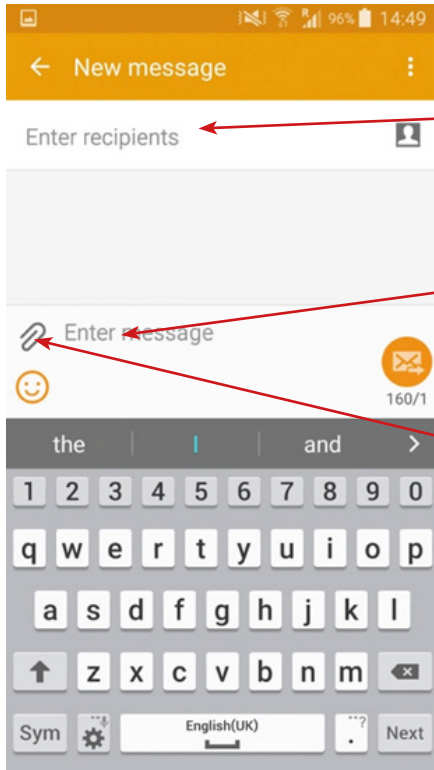 R 96% 14:49
New message
Enter recipients
Enter message
160/1
the I and >
1 2 3 4 5 6 7 8 9 0
q w e r t y u i o p
a s d f g h j k l
z x c v b n m
Sym English(UK) . ...? Next